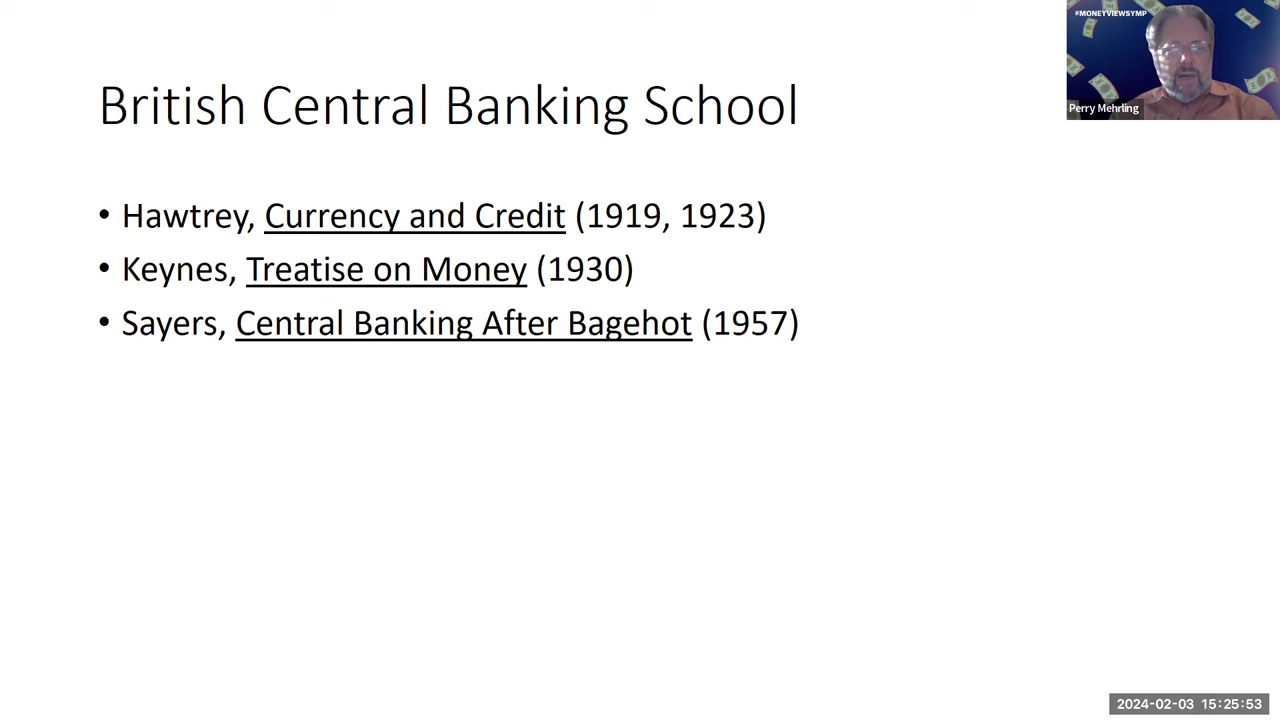 #MONEYVIEWSYMP
Perry Mehrling
British Central Banking School
• Hawtrey, Currency and Credit (1919, 1923)
• Keynes, Treatise on Money (1930)
• Sayers, Central Banking After Bagehot (1957)
2024-02-03 15:25:53